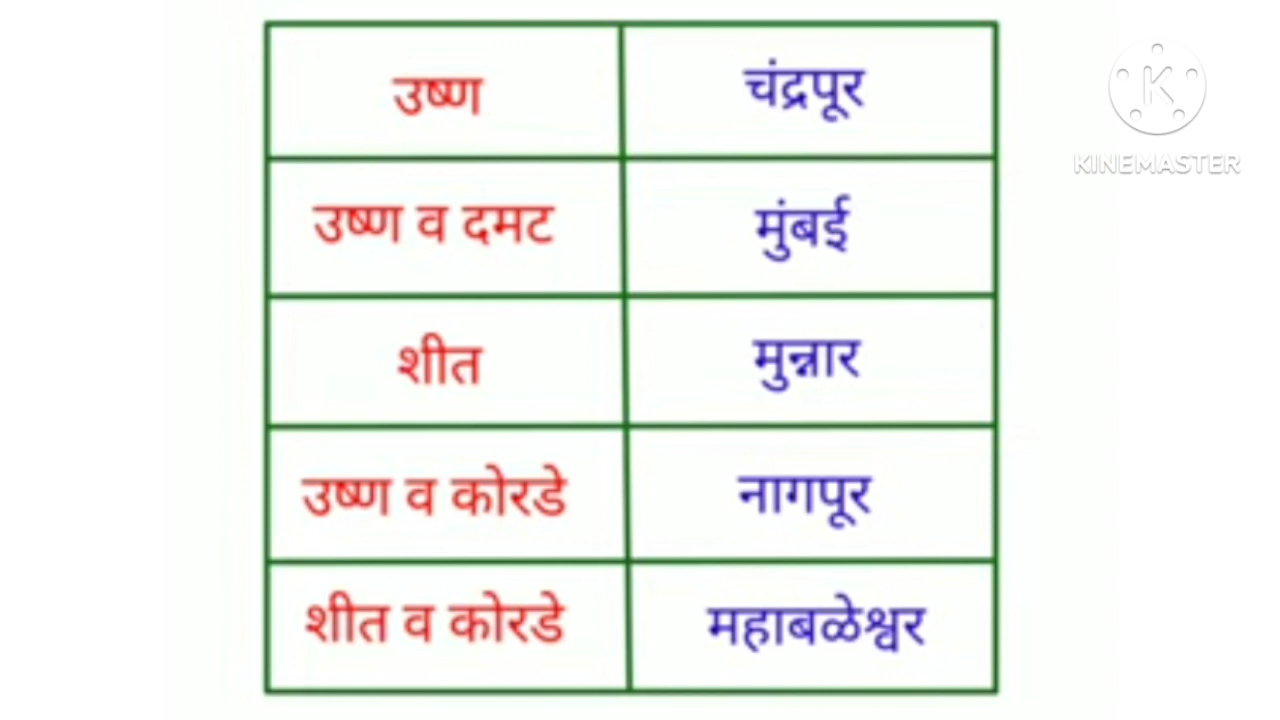 उष्ण चंद्रपूर
उष्ण व दमट मुंबई
शीत मुन्नार
उष्ण व कोरडे नागपूर
शीत व कोरडे महाबळेश्वर
K
KINEMASTER